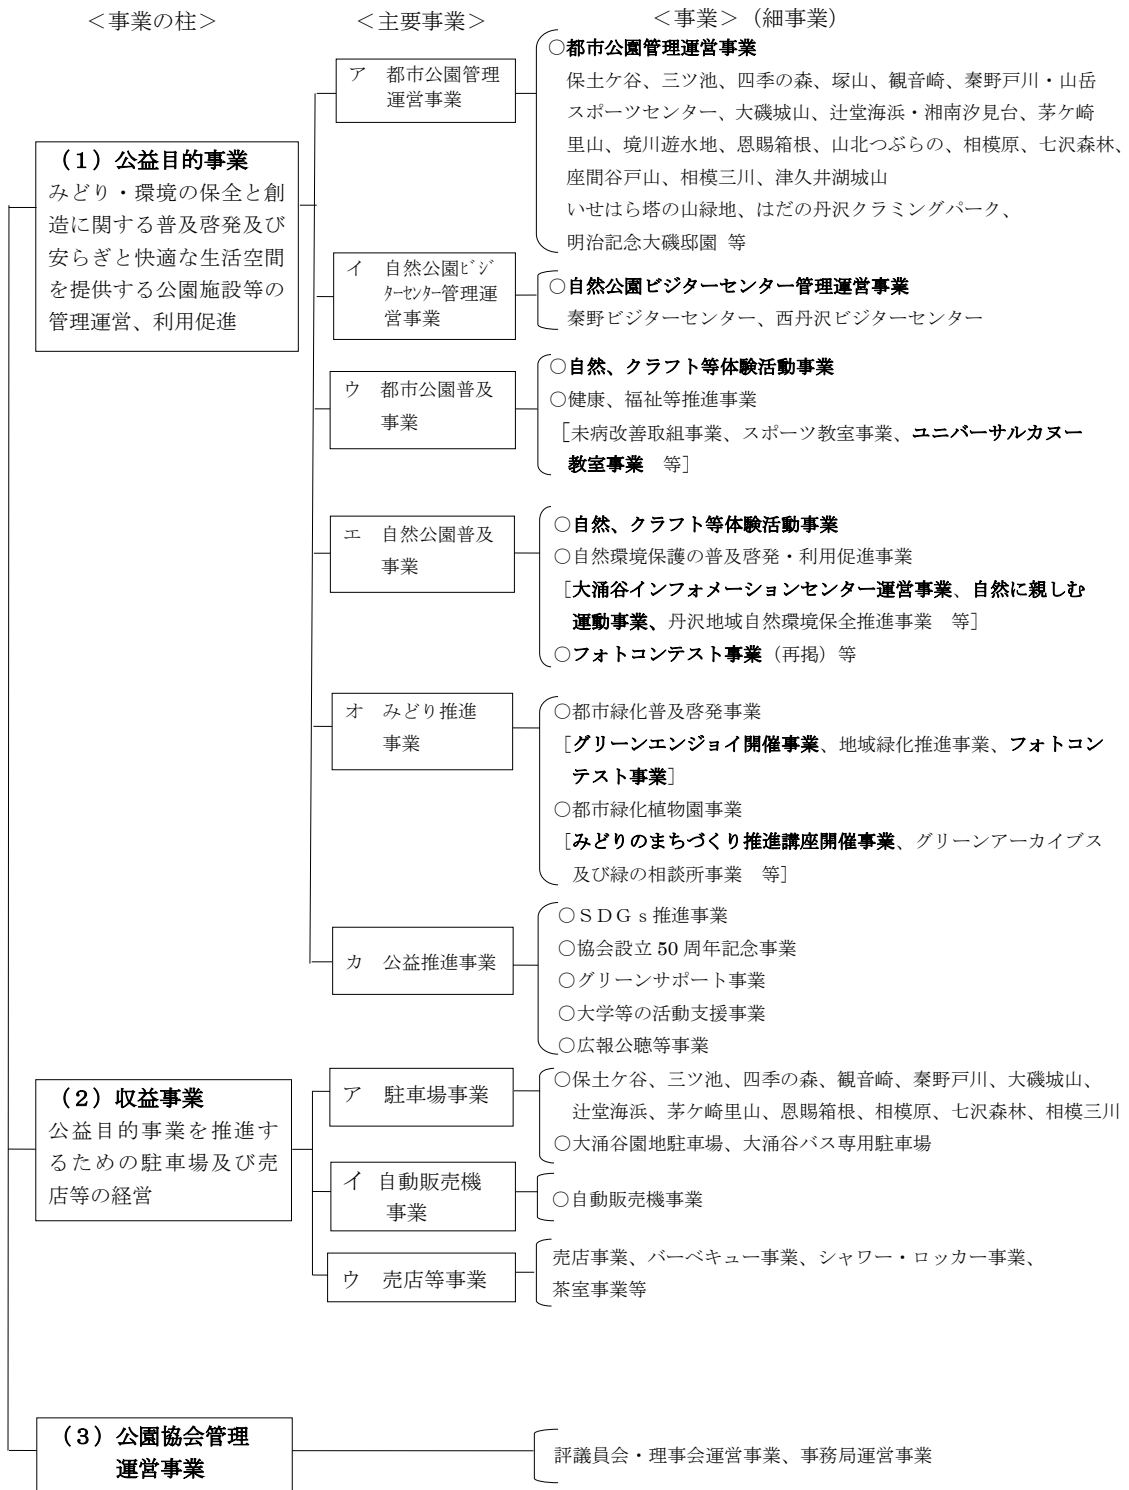 ＜事業の柱＞　＜主要事業＞　＜事業＞（細事業）
（１）公益目的事業
みどり・環境の保全と創
造に関する普及啓発及び
安らぎと快適な生活空間
を提供する公園施設等の
管理運営、利用促進
ア　都市公園管理
運営事業
○都市公園管理運営事業
保土ケ谷、三ツ池、四季の森、塚山、観音崎、秦野戸川・山岳
スポーツセンター、大磯城山、辻堂海浜・湘南汐見台、茅ケ崎
里山、境川遊水地、恩賜箱根、山北つぶらの、相模原、七沢森林、
座間谷戸山、相模三川、津久井湖城山
いせはら塔の山緑地、はだの丹沢クラミングパーク、
明治記念大磯邸園 等
イ　自然公園ﾋﾞｼﾞ
ﾀｰｾﾝﾀｰ管理運
営事業
○自然公園ビジターセンター管理運営事業
秦野ビジターセンター、西丹沢ビジターセンター
ウ　都市公園普及
事業
○自然、クラフト等体験活動事業
○健康、福祉等推進事業
［未病改善取組事業、スポーツ教室事業、ユニバーサルカヌー
教室事業　等］
エ　自然公園普及
事業
○自然、クラフト等体験活動事業
○自然環境保護の普及啓発・利用促進事業
［大涌谷インフォメーションセンター運営事業、自然に親しむ
運動事業、丹沢地域自然環境保全推進事業　等］
○フォトコンテスト事業（再掲）等
オ　みどり推進
事業
○都市緑化普及啓発事業
［グリーンエンジョイ開催事業、地域緑化推進事業、フォトコン
テスト事業］
○都市緑化植物園事業
［みどりのまちづくり推進講座開催事業、グリーンアーカイブス
及び緑の相談所事業　等］
カ　公益推進事業
○ＳＤＧｓ推進事業
○協会設立 50 周年記念事業
○グリーンサポート事業
○大学等の活動支援事業
○広報公聴等事業
（２）収益事業
公益目的事業を推進す
るための駐車場及び売
店等の経営
ア　駐車場事業
○保土ケ谷、三ツ池、四季の森、観音崎、秦野戸川、大磯城山、
辻堂海浜、茅ケ崎里山、恩賜箱根、相模原、七沢森林、相模三川
○大涌谷園地駐車場、大涌谷バス専用駐車場
イ　自動販売機
事業
○自動販売機事業
ウ　売店等事業
売店事業、バーベキュー事業、シャワー・ロッカー事業、
茶室事業等
（３）公園協会管理
運営事業
評議員会・理事会運営事業、事務局運営事業